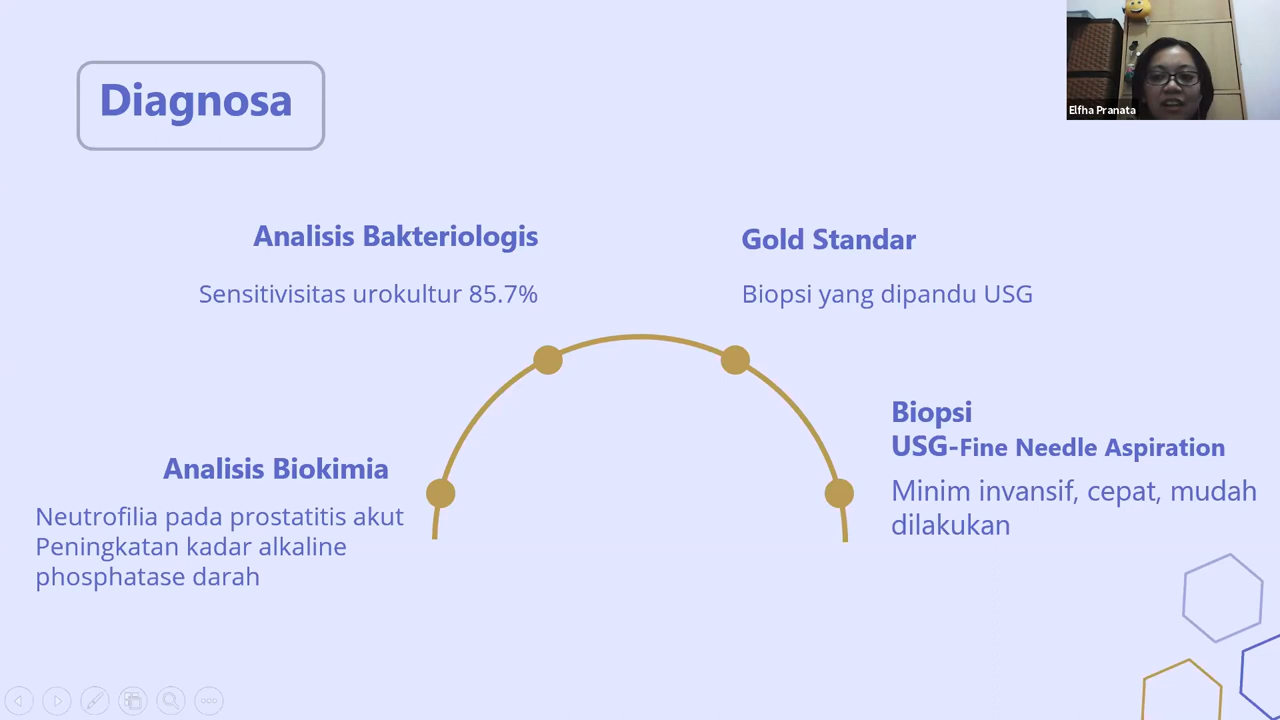 Diagnosa
Elfha Pranata
Analisis Bakteriologis
Sensitivisitas urokultur 85.7%
Gold Standar
Biopsi yang dipandu USG
Analisis Biokimia
Neutrofilia pada prostatitis akut
Peningkatan kadar alkaline
phosphatase darah
Biopsi
USG-Fine Needle Aspiration
Minim invansif, cepat, mudah
dilakukan